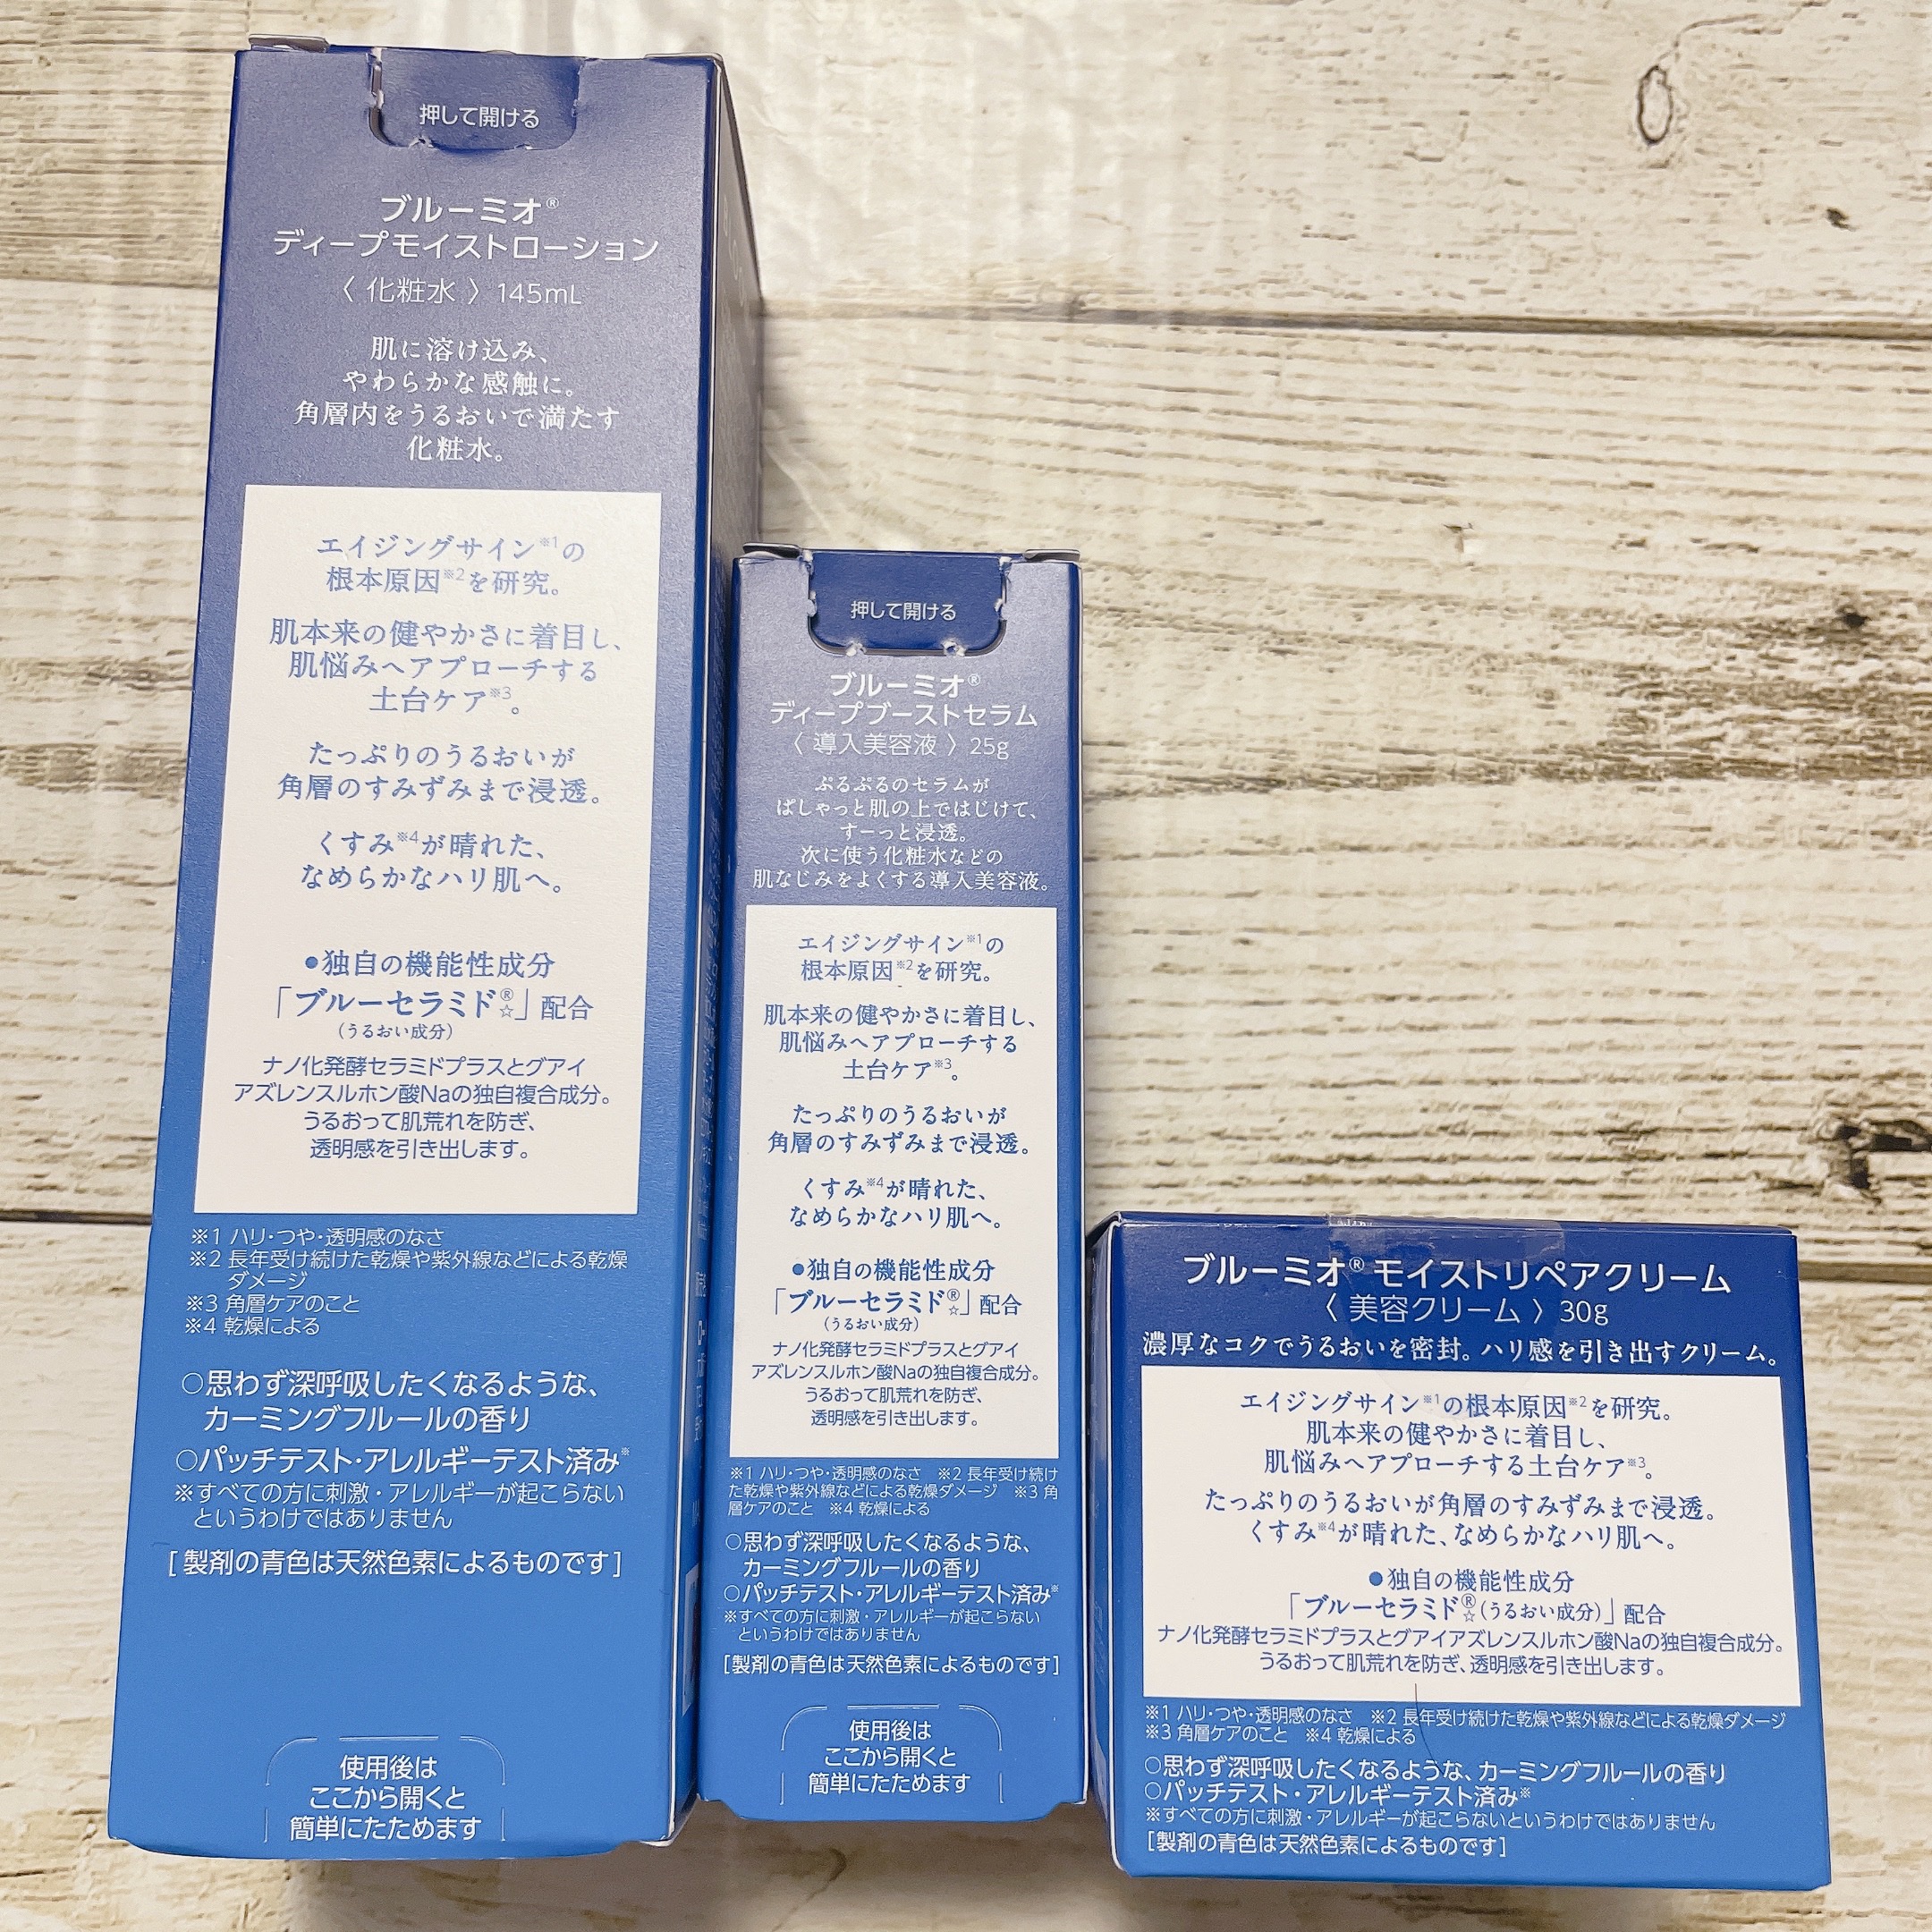 押して開ける
ブルーミオ®
ディープモイストローション
〈 化粧水 〉145mL
肌に溶け込み、
やわらかな感触に。
角層内をうるおいで満たす
化粧水。
エイジングサイン※1の
根本原因※2を研究。
肌本来の健やかさに着目し、
肌悩みへアプローチする
土台ケア※3。
たっぷりのうるおいが
角層のすみずみまで浸透。
くすみ※4が晴れた、
なめらかなハリ肌へ。
●独自の機能性成分
「ブルーセラミド®☆」配合
(うるおい成分)
ナノ化発酵セラミドプラスとグアイ
アズレンスルホン酸Naの独自複合成分。
うるおって肌荒れを防ぎ、
透明感を引き出します。
※1 ハリ・つや・透明感のなさ
※2 長年受け続けた乾燥や紫外線などによる乾燥
ダメージ
※3 角層ケアのこと
※4 乾燥による
○思わず深呼吸したくなるような、
カーミングフルールの香り
○パッチテスト・アレルギーテスト済み※
※すべての方に刺激・アレルギーが起こらない
というわけではありません
[製剤の青色は天然色素によるものです]
使用後は
ここから開くと
簡単にたためます
押して開ける
ブルーミオ®
ディープブーストセラム
〈 導入美容液 〉25g
ぷるぷるのセラムが
ぱしゃっと肌の上ではじけて、
すーっと浸透。
次に使う化粧水などの
肌なじみをよくする導入美容液。
エイジングサイン※1の
根本原因※2を研究。
肌本来の健やかさに着目し、
肌悩みへアプローチする
土台ケア※3。
たっぷりのうるおいが
角層のすみずみまで浸透。
くすみ※4が晴れた、
なめらかなハリ肌へ。
●独自の機能性成分
「ブルーセラミド®☆」配合
(うるおい成分)
ナノ化発酵セラミドプラスとグアイ
アズレンスルホン酸Naの独自複合成分。
うるおって肌荒れを防ぎ、
透明感を引き出します。
※1 ハリ・つや・透明感のなさ ※2 長年受け続け
た乾燥や紫外線などによる乾燥ダメージ ※3 角
層ケアのこと ※4 乾燥による
○思わず深呼吸したくなるような、
カーミングフルールの香り
○パッチテスト・アレルギーテスト済み※
※すべての方に刺激・アレルギーが起こらない
というわけではありません
[製剤の青色は天然色素によるものです]
使用後は
ここから開くと
簡単にたためます
ブルーミオ® モイストリペアクリーム
〈 美容クリーム 〉30g
濃厚なコクでうるおいを密封。ハリ感を引き出すクリーム。
エイジングサイン※1の根本原因※2を研究。
肌本来の健やかさに着目し、
肌悩みへアプローチする土台ケア※3。
たっぷりのうるおいが角層のすみずみまで浸透。
くすみ※4が晴れた、なめらかなハリ肌へ。
●独自の機能性成分
「ブルーセラミド®☆(うるおい成分)」配合
ナノ化発酵セラミドプラスとグアイアズレンスルホン酸Naの独自複合成分。
うるおって肌荒れを防ぎ、透明感を引き出します。
※1 ハリ・つや・透明感のなさ ※2 長年受け続けた乾燥や紫外線などによる乾燥ダメージ
※3 角層ケアのこと ※4 乾燥による
○思わず深呼吸したくなるような、カーミングフルールの香り
○パッチテスト・アレルギーテスト済み※
※すべての方に刺激・アレルギーが起こらないというわけではありません
[製剤の青色は天然色素によるものです]